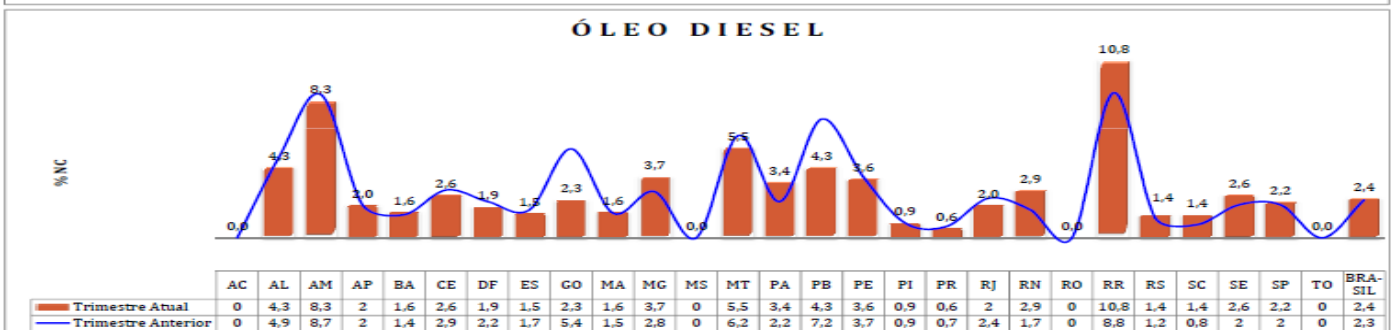 ÓLEO DIESEL
%NC
0,0 4,3 8,3 2,0 1,6 2,6 1,9 1,5 2,3 1,6 3,7 0,0 5,5 3,4 4,3 3,6 0,9 0,6 2,0 2,9 0,0 10,8 1,4 1,4 2,6 2,2 0,0 2,4
AC AL AM AP BA CE DF ES GO MA MG MS MT PA PB PE PI PR RJ RN RO RR RS SC SE SP TO BRA-
SIL
Trimestre Atual 0 4,3 8,3 2 1,6 2,6 1,9 1,5 2,3 1,6 3,7 0 5,5 3,4 4,3 3,6 0,9 0,6 2 2,9 0 10,8 1,4 1,4 2,6 2,2 0 2,4
Trimestre Anterior 0 4,9 8,7 2 1,4 2,9 2,2 1,7 5,4 1,5 2,8 0 6,2 2,2 7,2 3,7 0,9 0,7 2,4 1,7 0 8,8 1,2 0,8 2 2 0 2,3